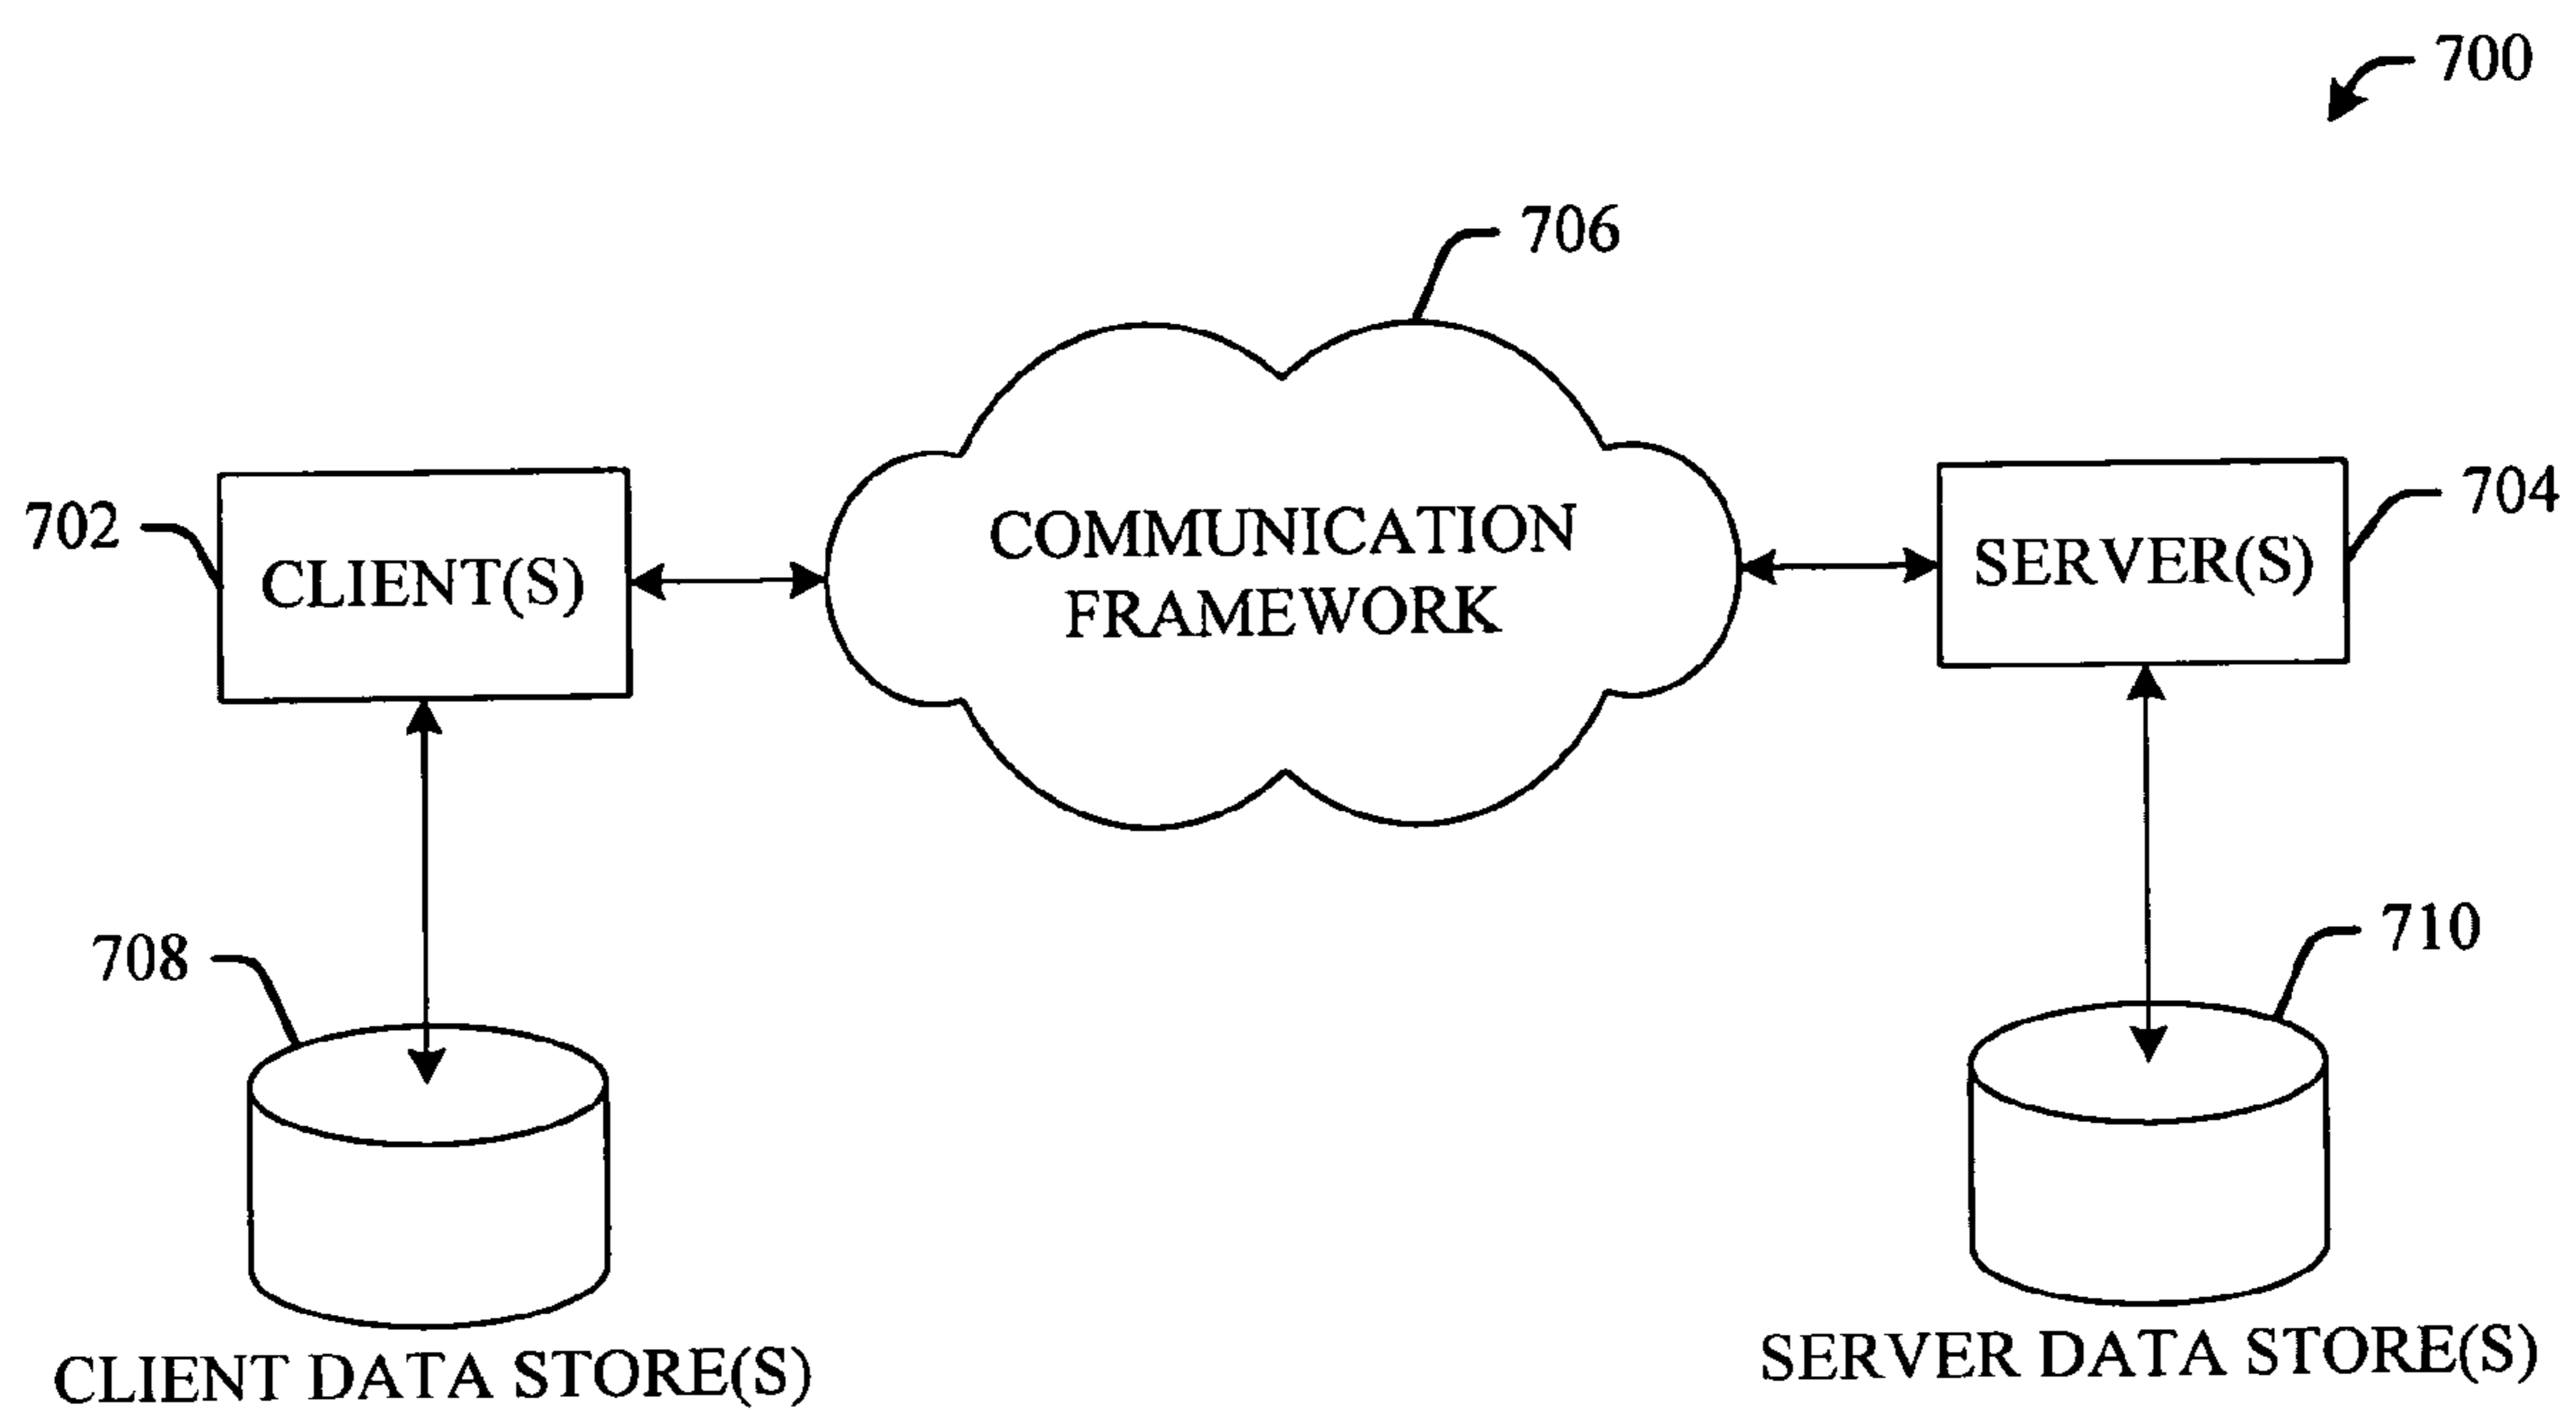 700
706
702
CLIENT(S)
COMMUNICATION
FRAMEWORK
SERVER(S)
704
708
710
CLIENT DATA STORE(S)
SERVER DATA STORE(S)